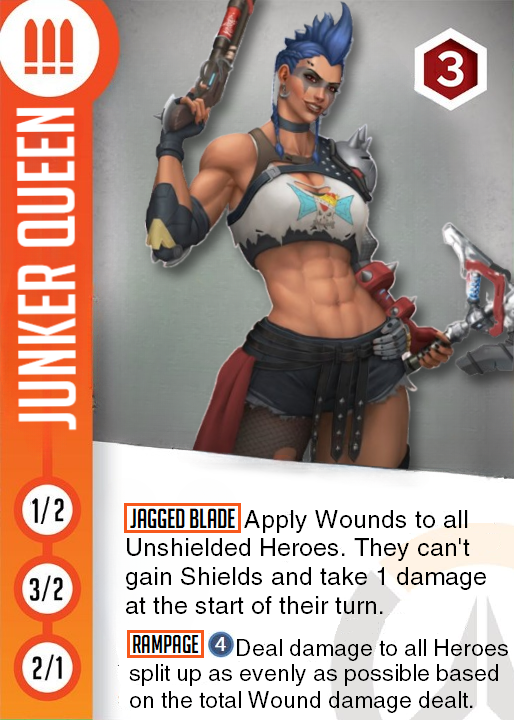 3
JUNKER QUEEN
1/2
3/2
2/1
JAGGED BLADE Apply Wounds to all
Unshielded Heroes. They can't
gain Shields and take 1 damage
at the start of their turn.
RAMPAGE 4 Deal damage to all Heroes
split up as evenly as possible based
on the total Wound damage dealt.